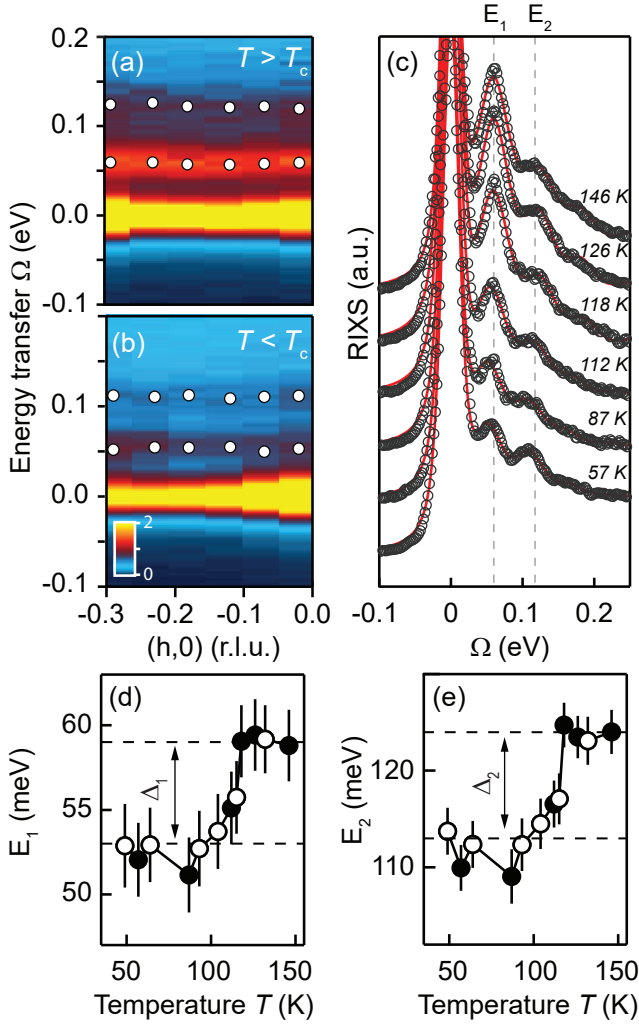 E₁ E₂
0.2
(a)
T > Tc
0.1
0.0
-0.1
(b)
T < Tc
0.1
0.0
-0.1
2
0
Energy transfer Ω (eV)
-0.3 -0.2 -0.1 0.0
(h,0) (r.l.u.)
(c)
146 K
126 K
118 K
112 K
87 K
57 K
RIXS (a.u.)
-0.1 0 0.1 0.2
Ω (eV)
(d)
60
55
50
E₁ (meV)
Δ₁
50 100 150
Temperature T (K)
(e)
120
110
E₂ (meV)
Δ₂
50 100 150
Temperature T (K)